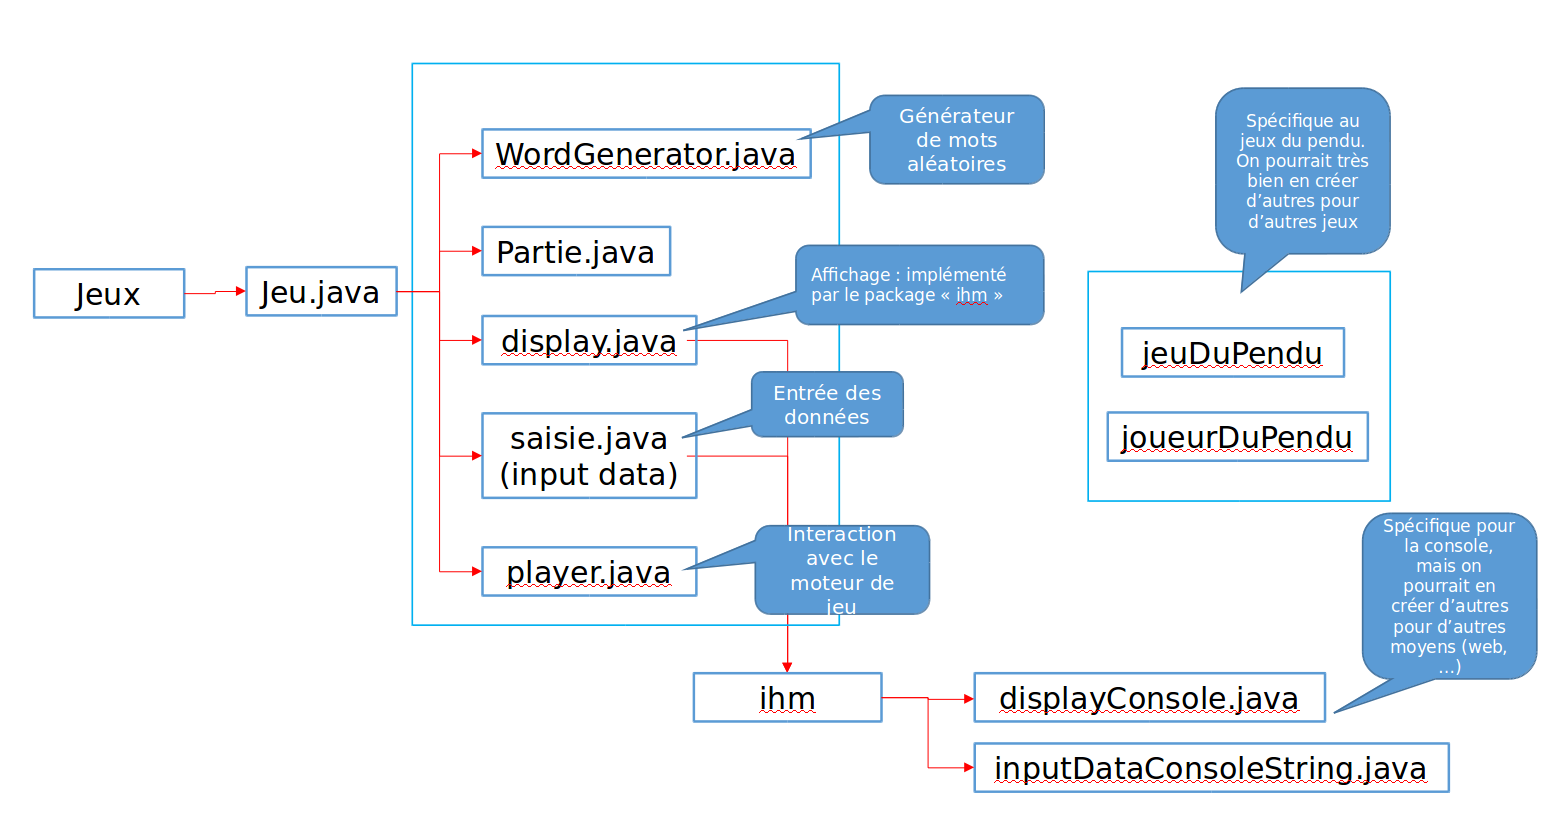 Jeux
Jeu.java
WordGenerator.java
Générateur
de mots
aléatoires
Partie.java
display.java
Affichage : implémenté
par le package « ihm »
saisie.java
(input data)
Entrée des
données
player.java
Interaction
avec le
moteur de
jeu
Spécifique au
jeux du pendu.
On pourrait très
bien en créer
d’autres pour
d’autres jeux
jeuDuPendu
joueurDuPendu
Spécifique pour
la console,
mais on
pourrait en
créer d’autres
pour d’autres
moyens (web,
…)
ihm
displayConsole.java
inputDataConsoleString.java